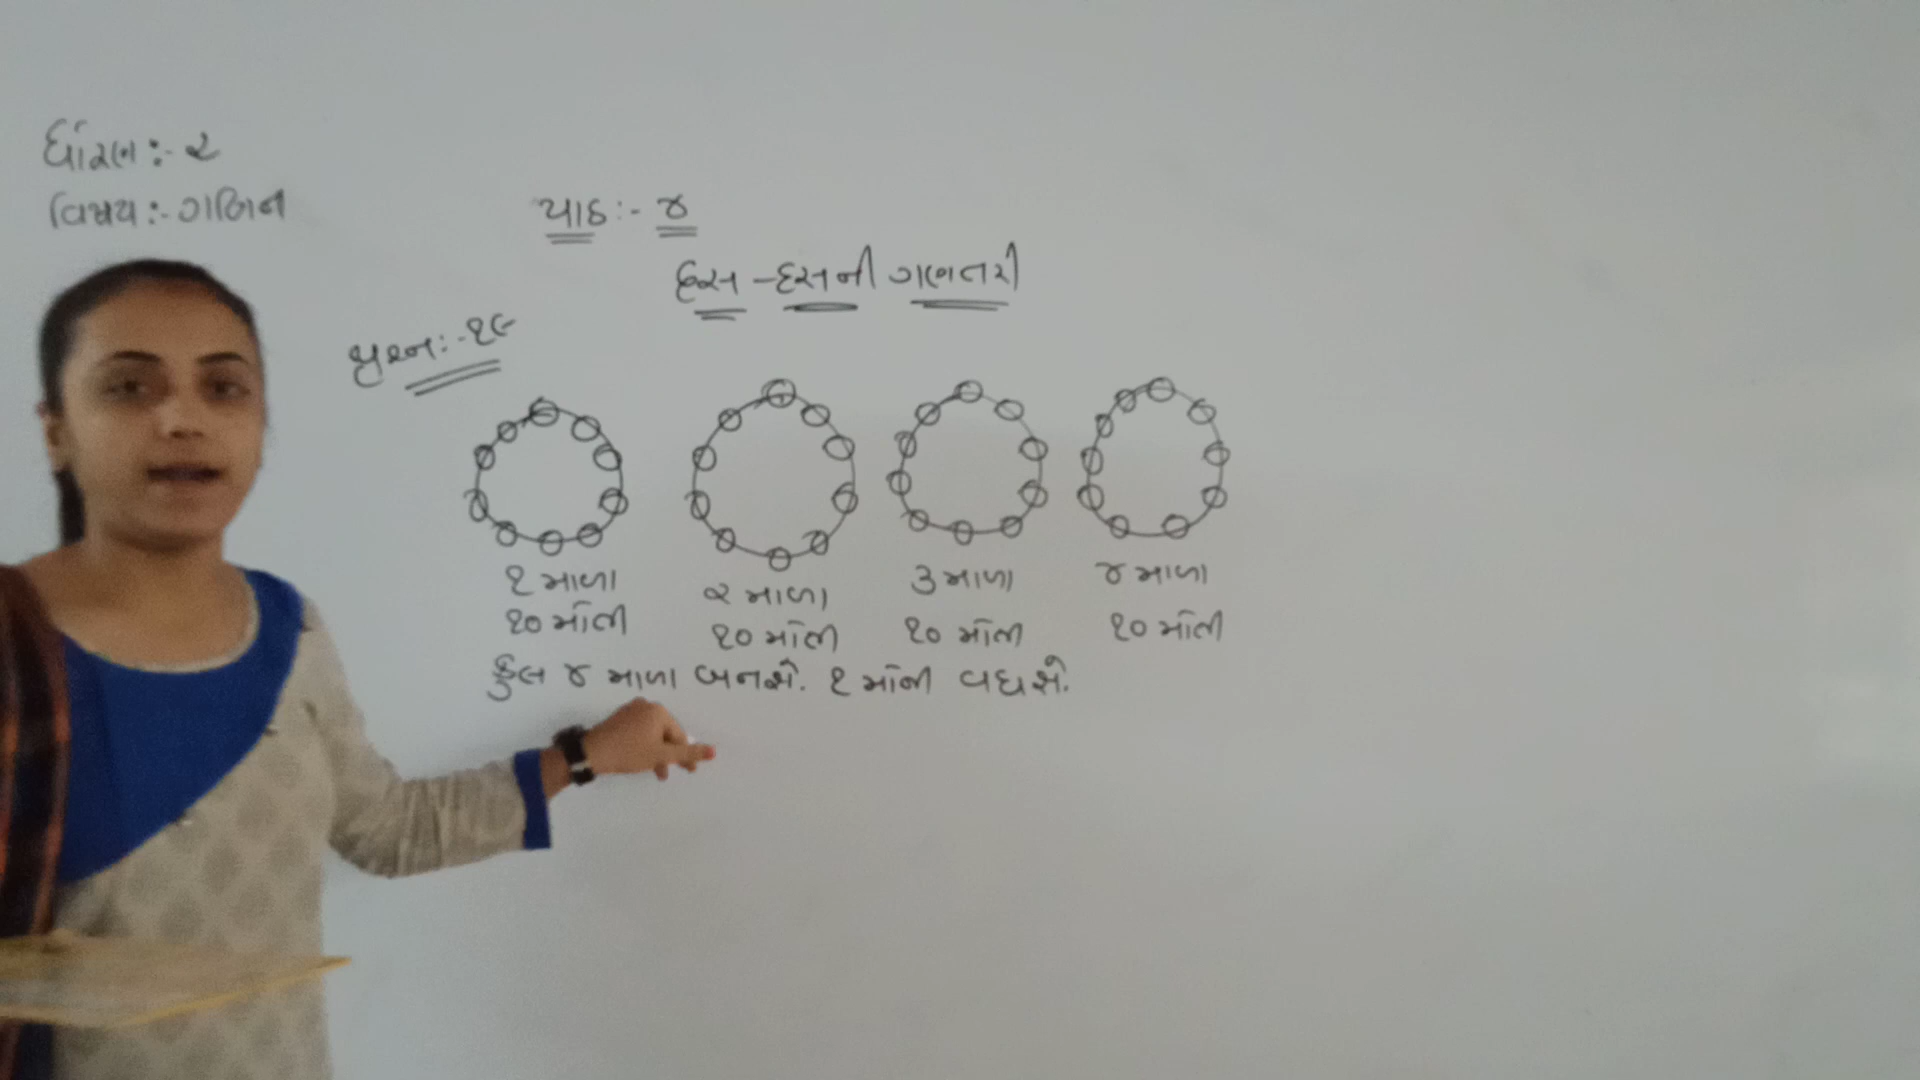 ધોરણ :- ૨
વિષય :- ગણિત
પાઠ :- ૪
દસ - દસની ગણતરી
પ્રશ્ન :- ૧૯
૧ માળા ૨ માળા ૩ માળા ૪ માળા
૧૦ મોતી ૧૦ મોતી ૧૦ મોતી ૧૦ મોતી
કુલ ૪ માળા બનશે. ૧ મોતી વધશે.